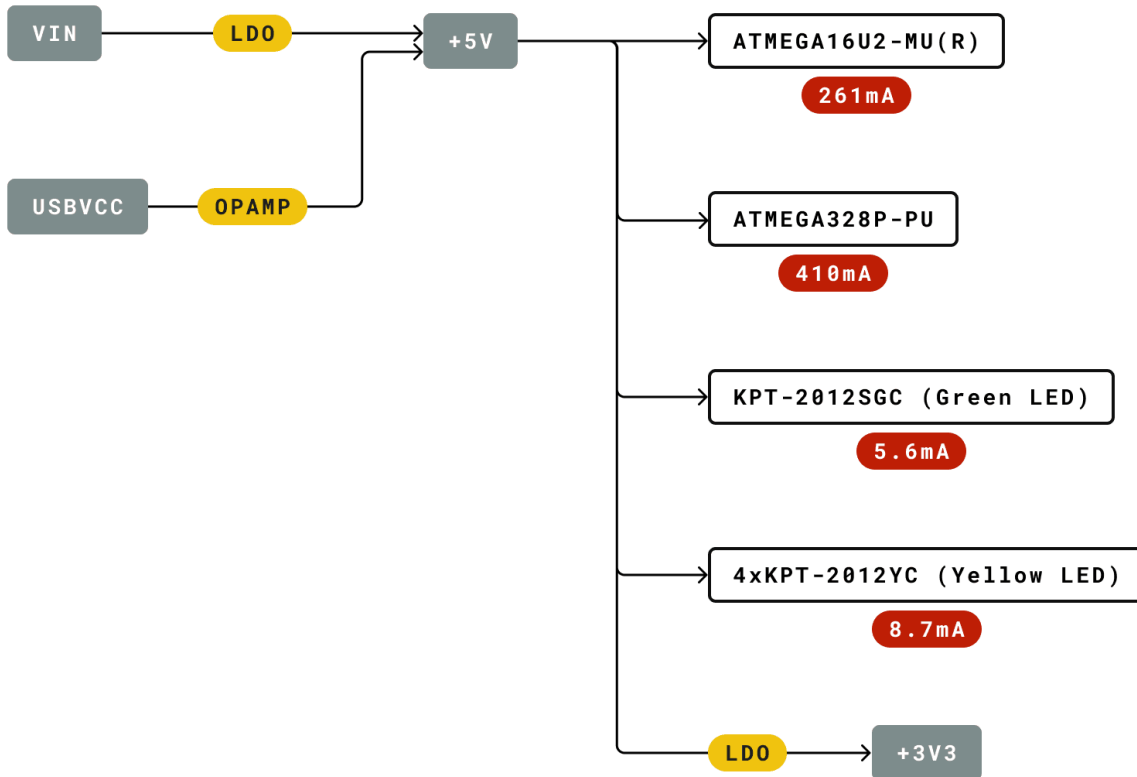 VIN
LDO
+5V
ATMEGA16U2-MU(R)
261mA
USBVCC
OPAMP
ATMEGA328P-PU
410mA
KPT-2012SGC (Green LED)
5.6mA
4xKPT-2012YC (Yellow LED)
8.7mA
LDO
+3V3